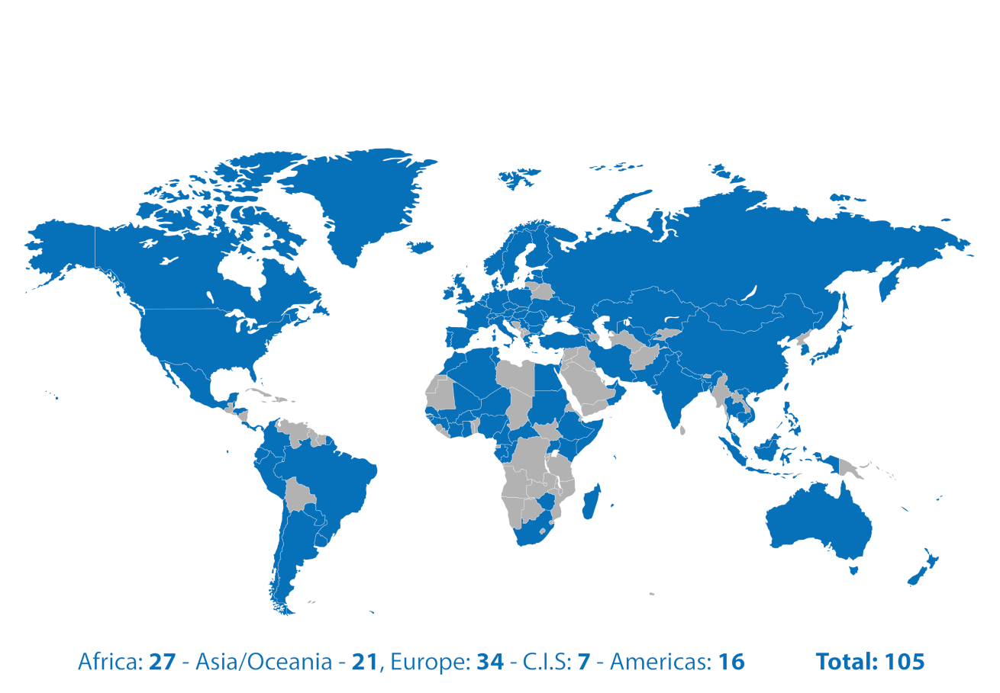 Africa: 27 - Asia/Oceania - 21, Europe: 34 - C.I.S: 7 - Americas: 16 Total: 105